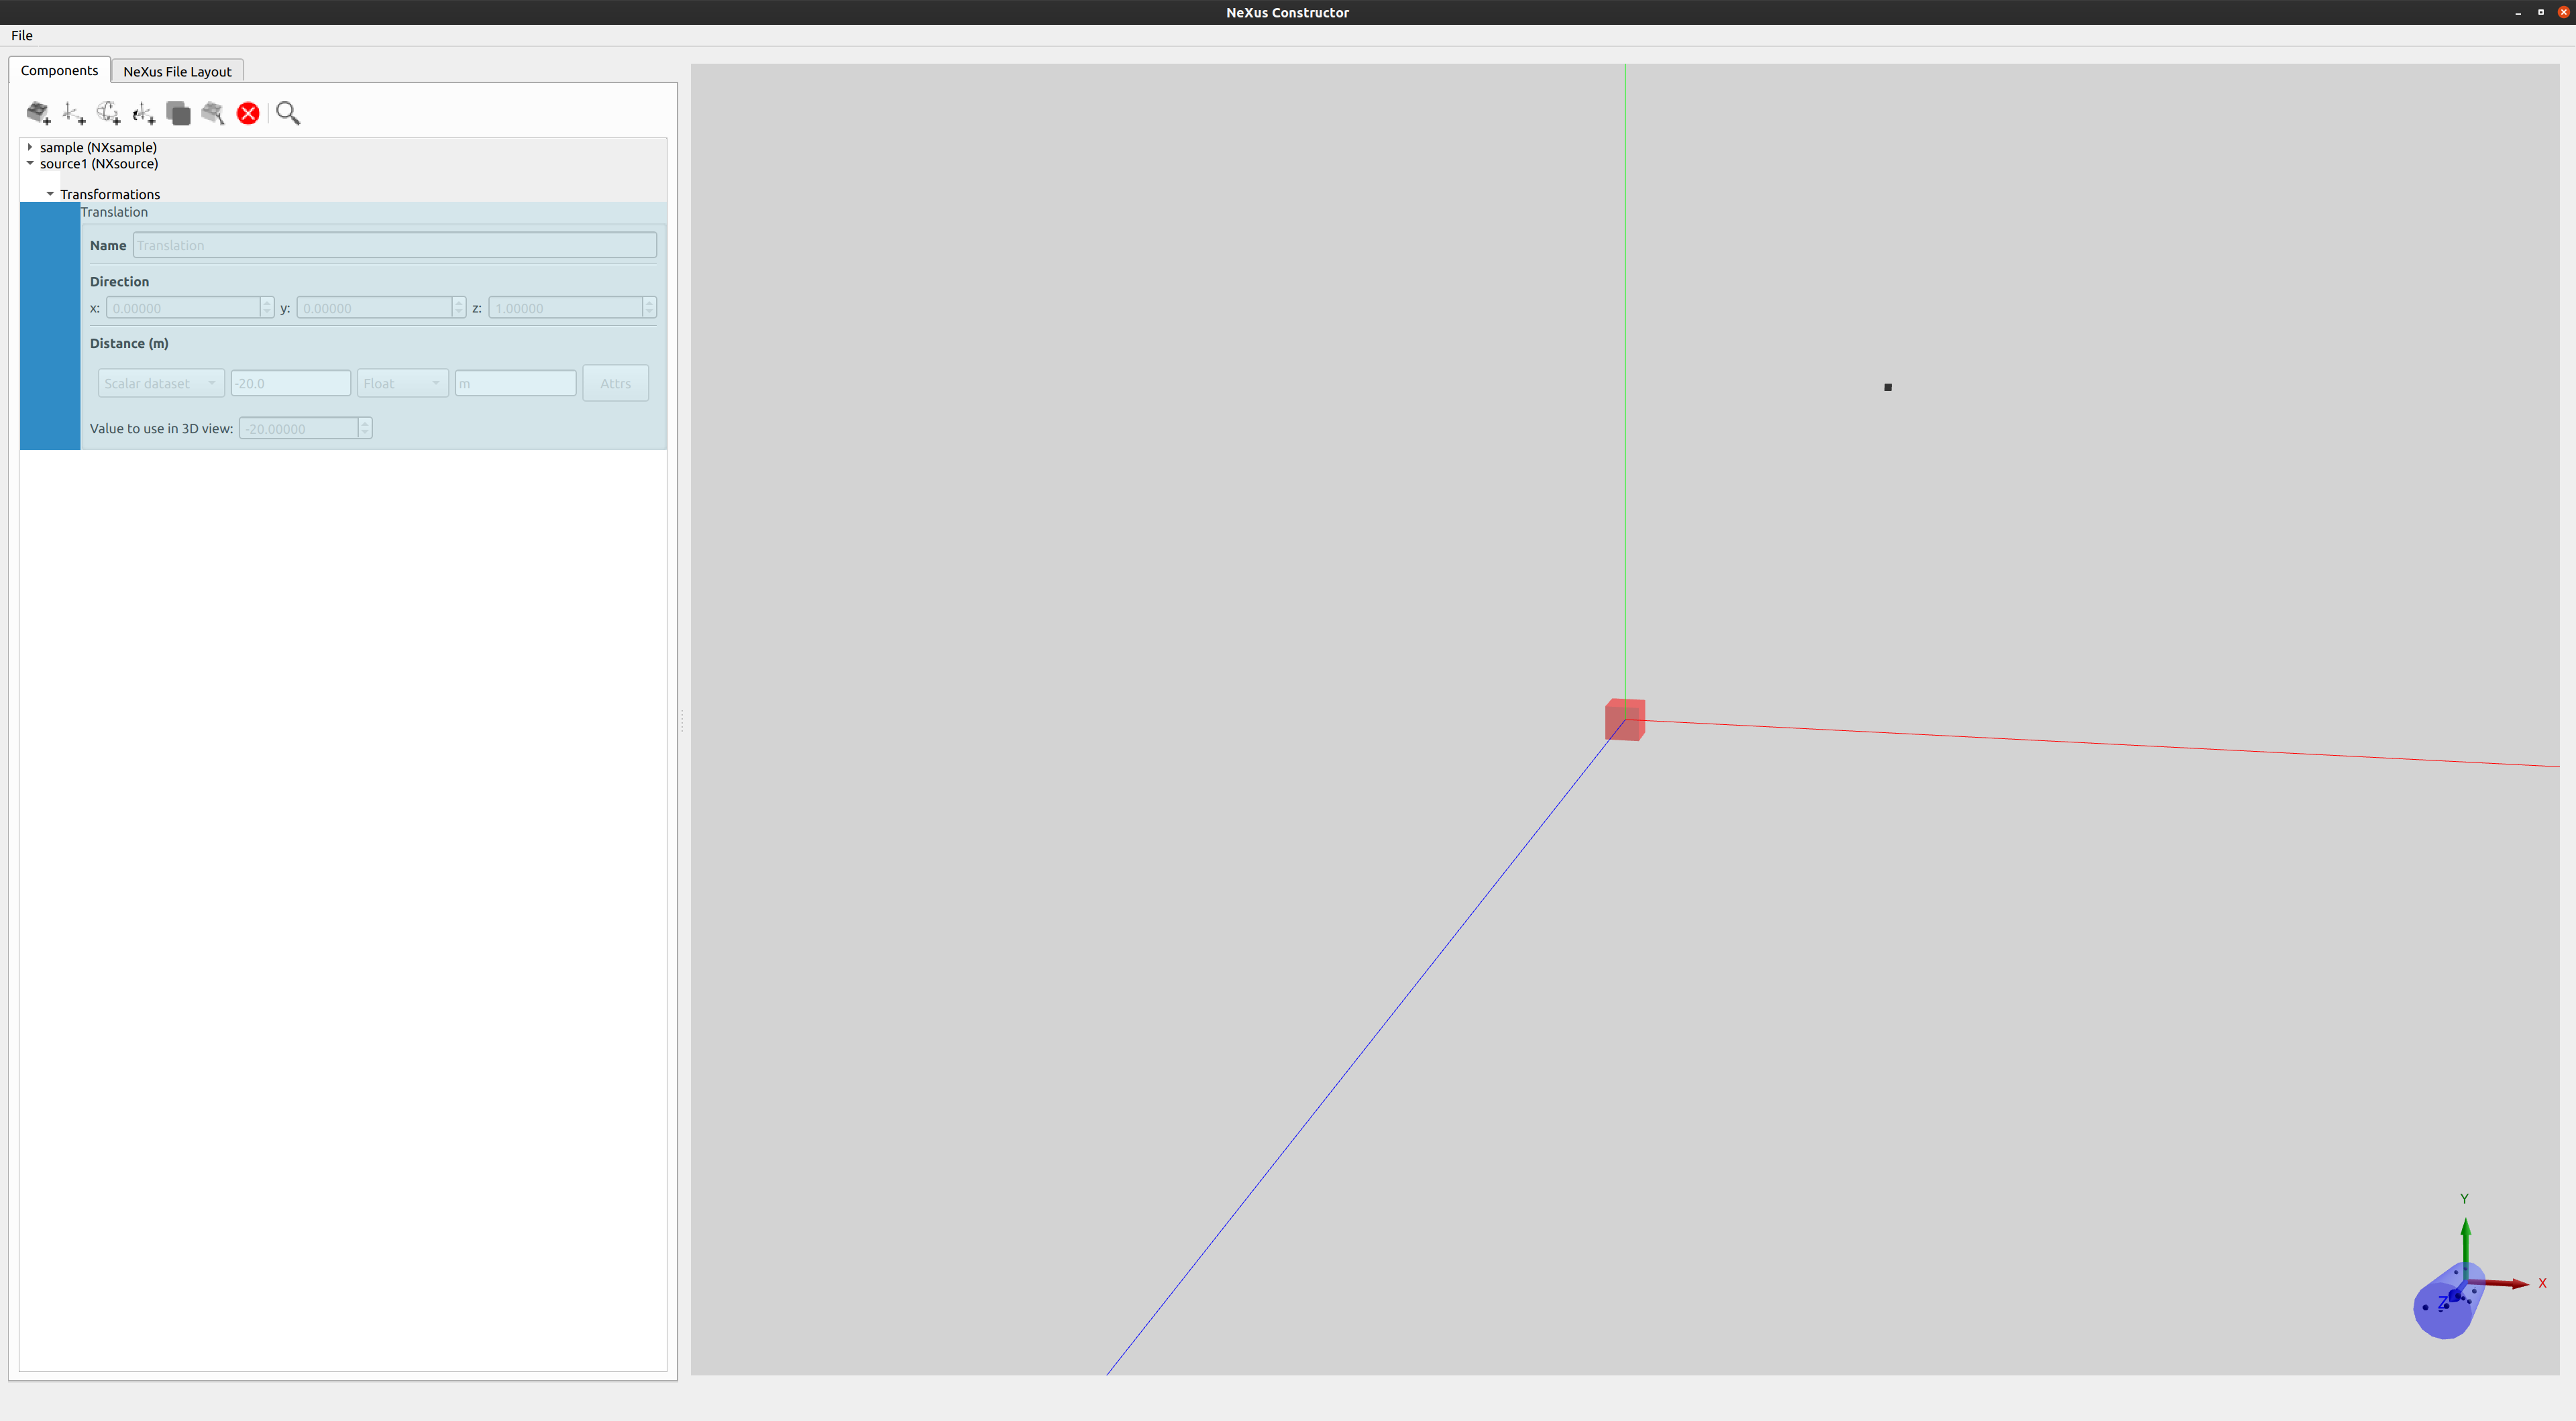 NeXus Constructor
File
Components NeXus File Layout
sample (NXsample)
source1 (NXsource)
Transformations
Translation
Name Translation
Direction
x: 0.00000 y: 0.00000 z: 1.00000
Distance (m)
Scalar dataset -20.0 Float m Attrs
Value to use in 3D view: -20.00000
Y
X
Z